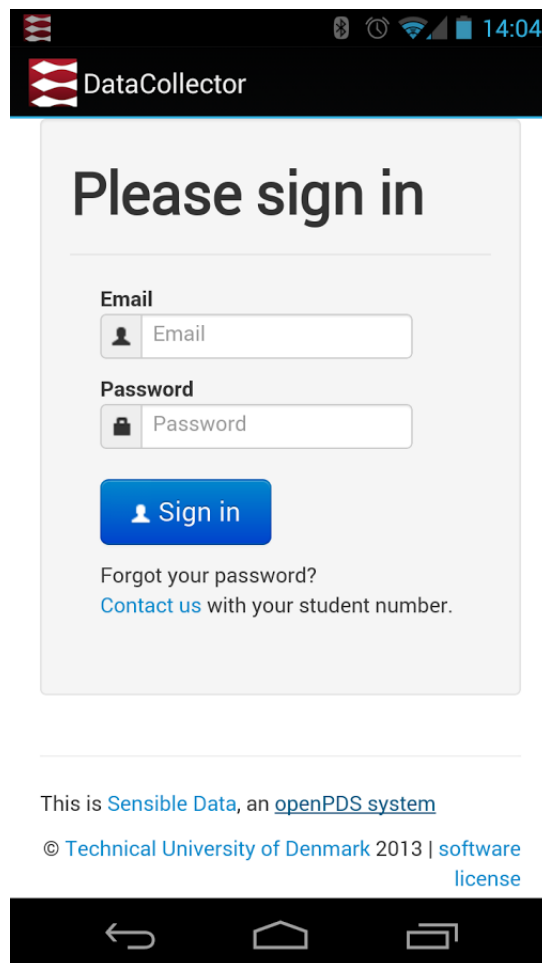 14:04
DataCollector
Please sign in
Email
Email
Password
Password
Sign in
Forgot your password?
Contact us with your student number.
This is Sensible Data, an openPDS system
© Technical University of Denmark 2013 | software
license